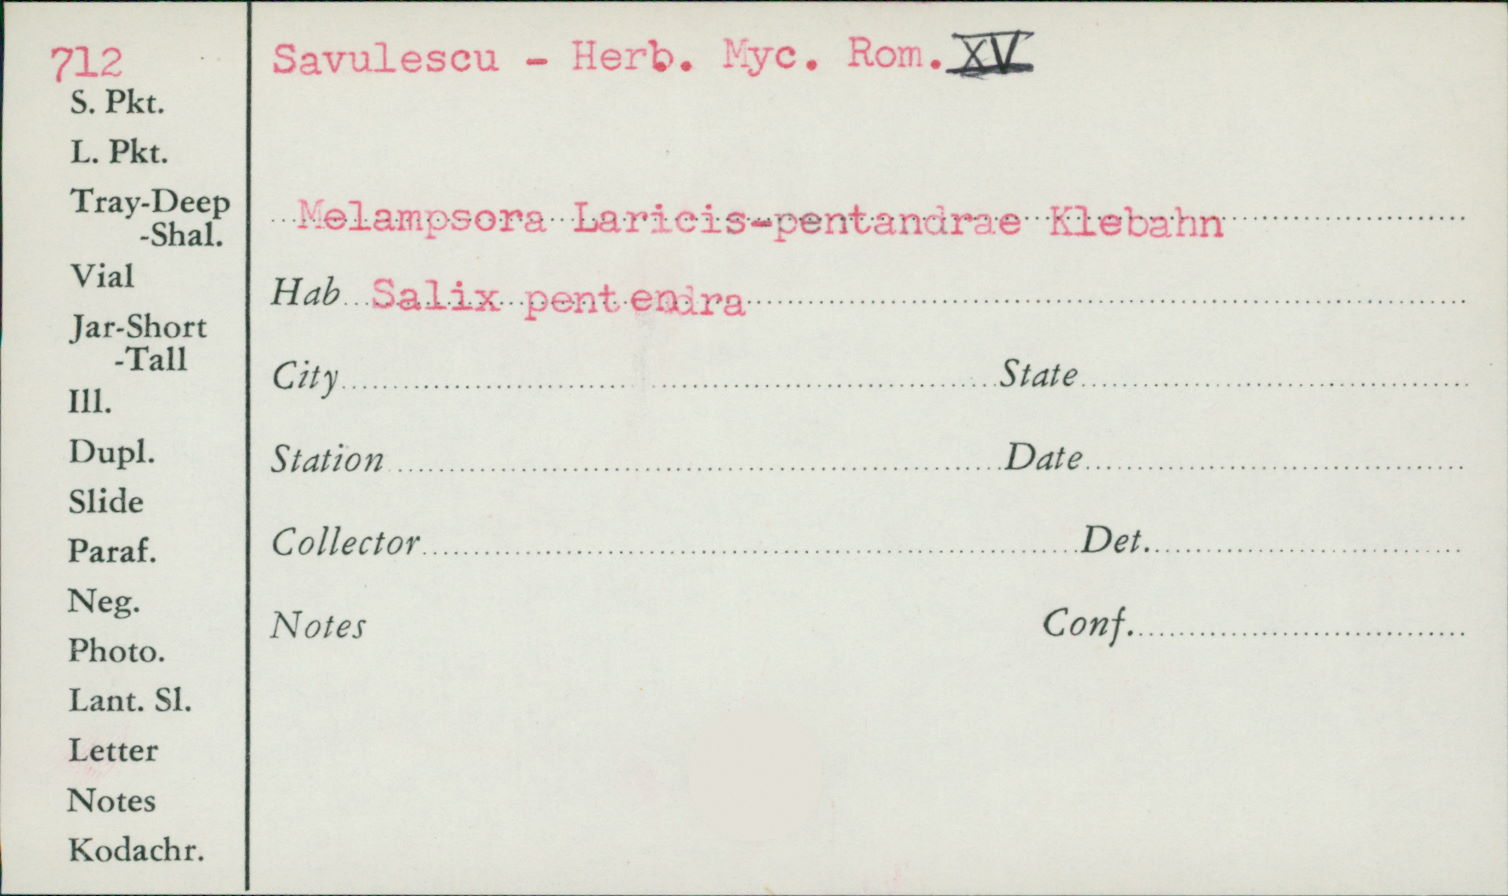 712
Savulescu - Herb. Myc. Rom. XV
S. Pkt.
L. Pkt.
Tray-Deep
-Shal.
Vial
Jar-Short
-Tall
Ill.
Dupl.
Slide
Paraf.
Neg.
Photo.
Lant. Sl.
Letter
Notes
Kodachr.
Melampsora Laricis-pentandrae Klebahn
Hab Salix pentendra
City State
Station Date
Collector Det.
Notes Conf.